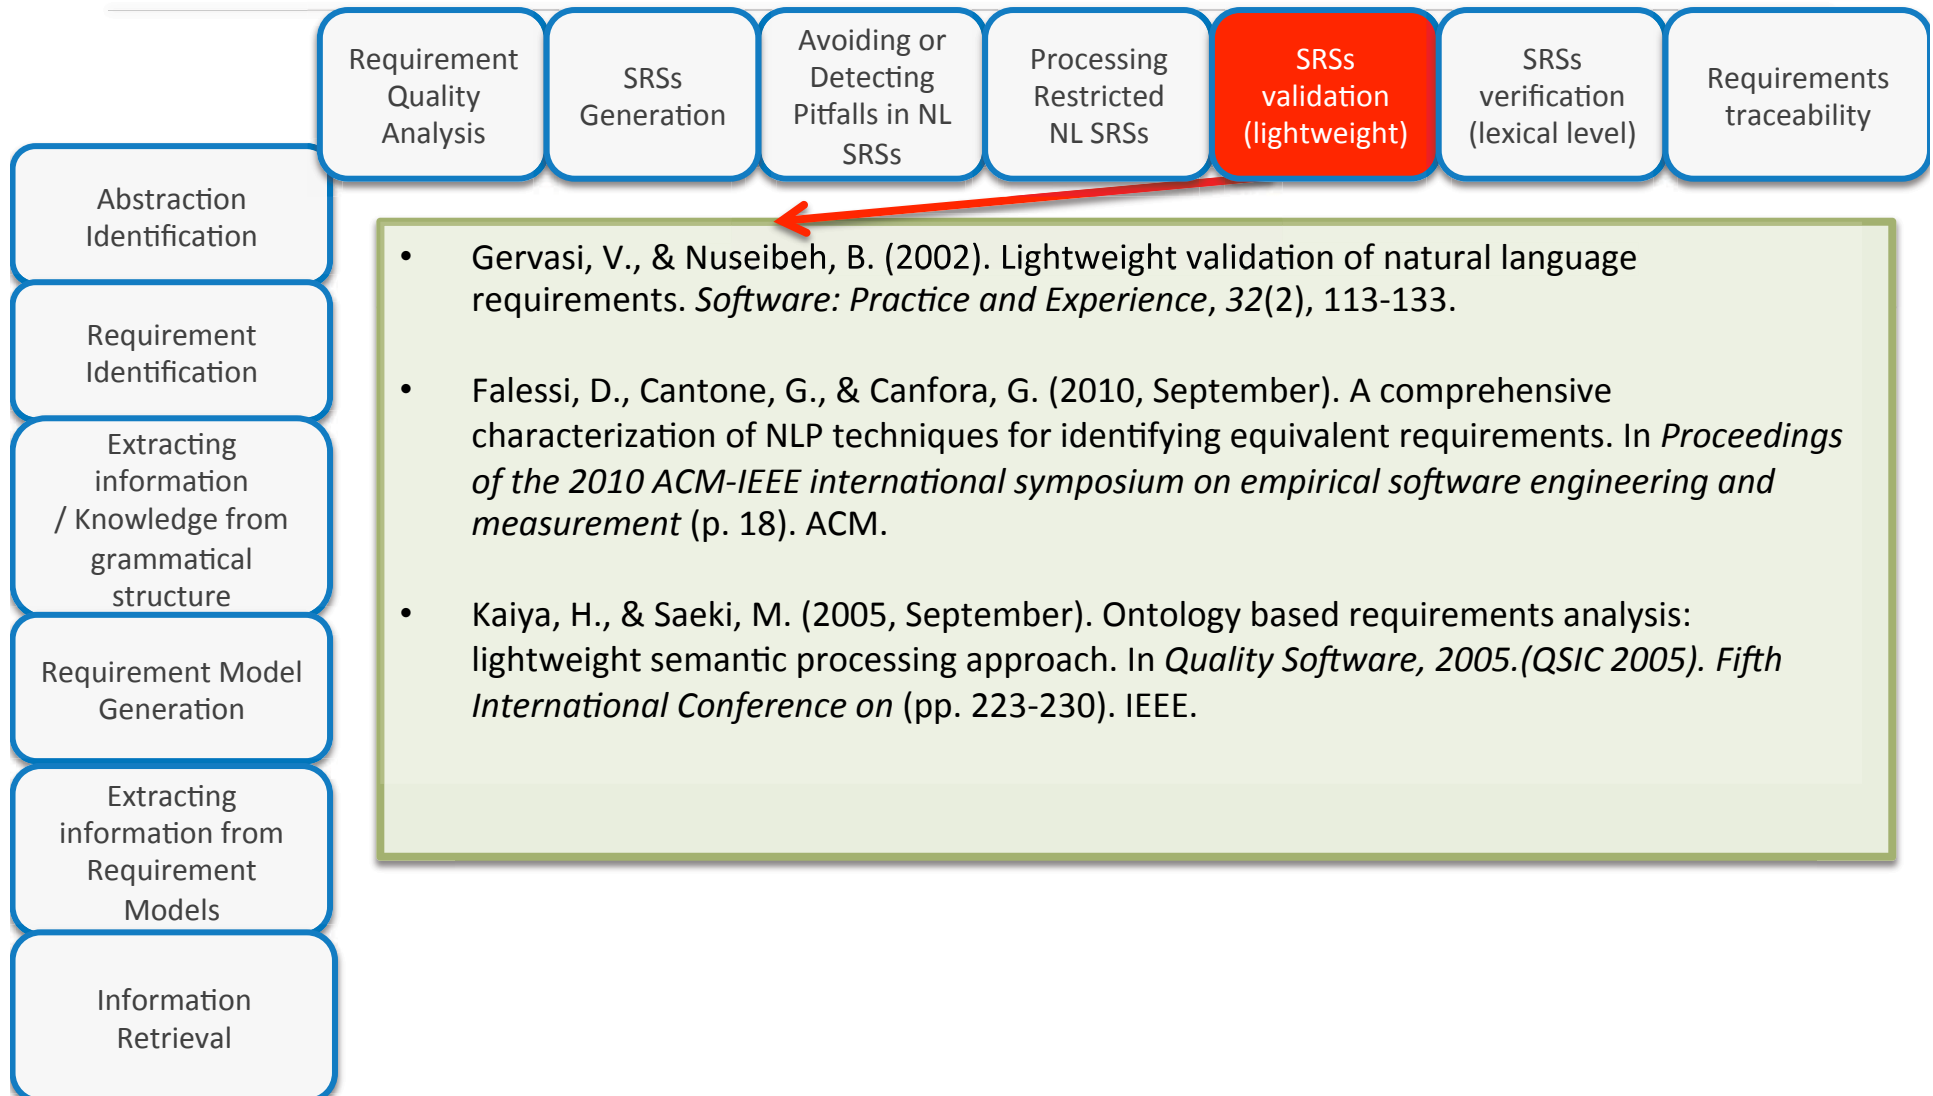 Requirement
Quality
Analysis
SRSs
Generation
Avoiding or
Detecting
Pitfalls in NL
SRSs
Processing
Restricted
NL SRSs
SRSs
validation
(lightweight)
SRSs
verification
(lexical level)
Requirements
traceability
Abstraction
Identification
Requirement
Identification
Extracting
information
/ Knowledge from
grammatical
structure
Requirement Model
Generation
Extracting
information from
Requirement
Models
Information
Retrieval
• Gervasi, V., & Nuseibeh, B. (2002). Lightweight validation of natural language
requirements. Software: Practice and Experience, 32(2), 113-133.
• Falessi, D., Cantone, G., & Canfora, G. (2010, September). A comprehensive
characterization of NLP techniques for identifying equivalent requirements. In Proceedings
of the 2010 ACM-IEEE international symposium on empirical software engineering and
measurement (p. 18). ACM.
• Kaiya, H., & Saeki, M. (2005, September). Ontology based requirements analysis:
lightweight semantic processing approach. In Quality Software, 2005.(QSIC 2005). Fifth
International Conference on (pp. 223-230). IEEE.